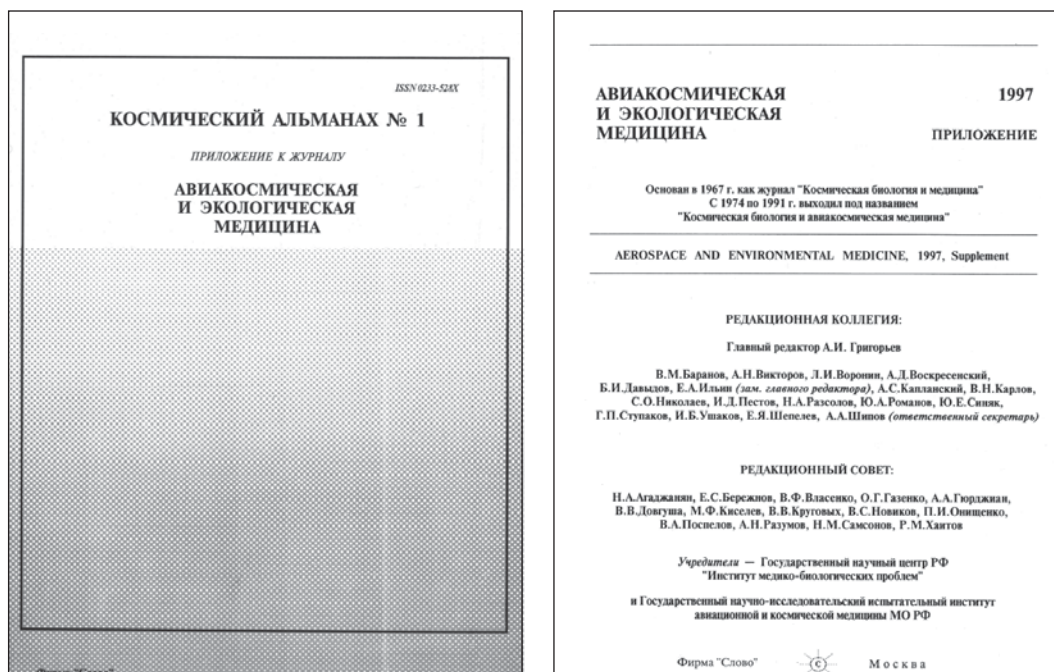 ISSN 0233-528X
КОСМИЧЕСКИЙ АЛЬМАНАХ № 1
ПРИЛОЖЕНИЕ К ЖУРНАЛУ
АВИАКОСМИЧЕСКАЯ
И ЭКОЛОГИЧЕСКАЯ
МЕДИЦИНА
АВИАКОСМИЧЕСКАЯ 1997
И ЭКОЛОГИЧЕСКАЯ
МЕДИЦИНА ПРИЛОЖЕНИЕ
Основан в 1967 г. как журнал "Космическая биология и медицина"
С 1974 по 1991 г. выходил под названием
"Космическая биология и авиакосмическая медицина"
AEROSPACE AND ENVIRONMENTAL MEDICINE, 1997, Supplement
РЕДАКЦИОННАЯ КОЛЛЕГИЯ:
Главный редактор А.И. Григорьев
В.М.Баранов, А.Н.Викторов, Л.И.Воронин, А.Д.Воскресенский,
Б.И.Давыдов, Е.А.Ильин (зам. главного редактора), А.С.Капланский, В.Н.Карлов,
С.О.Николаев, И.Д.Пестов, Н.А.Разсолов, Ю.А.Романов, Ю.Е.Синяк,
Г.П.Ступаков, И.Б.Ушаков, Е.Я.Шепелев, А.А.Шипов (ответственный секретарь)
РЕДАКЦИОННЫЙ СОВЕТ:
Н.А.Агаджанян, Е.С.Бережнов, В.Ф.Власенко, О.Г.Газенко, А.А.Гюрджиан,
В.В.Довгуша, М.Ф.Киселев, В.В.Круговых, В.С.Новиков, П.И.Онищенко,
В.А.Поспелов, А.Н.Разумов, Н.М.Самсонов, Р.М.Хаитов
Учредители — Государственный научный центр РФ
"Институт медико-биологических проблем"
и Государственный научно-исследовательский испытательный институт
авиационной и космической медицины МО РФ
Фирма "Слово" © Москва